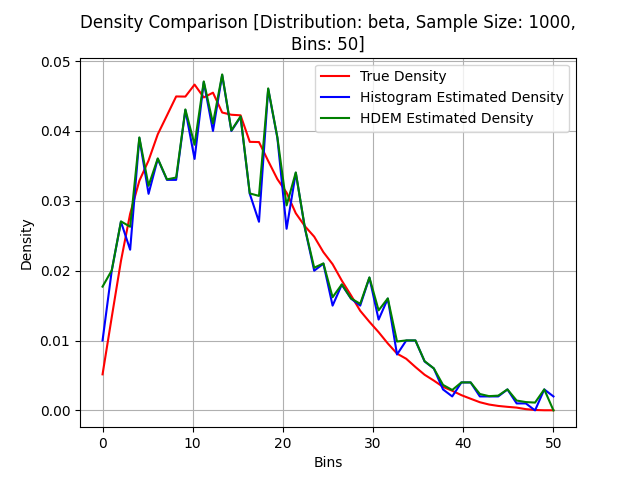 Density Comparison [Distribution: beta, Sample Size: 1000,
Bins: 50]
True Density
Histogram Estimated Density
HDEM Estimated Density
Density
0.05
0.04
0.03
0.02
0.01
0.00
0 10 20 30 40 50
Bins